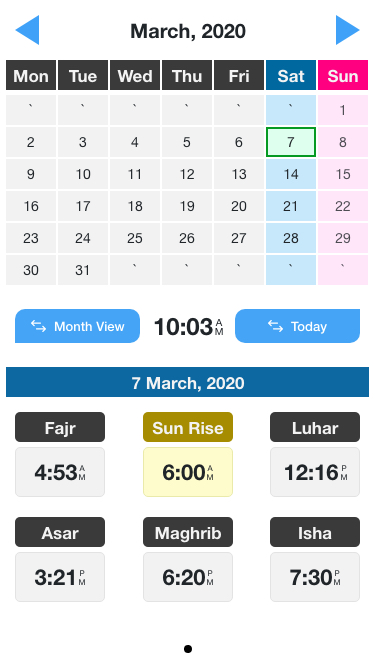 March, 2020
Mon Tue Wed Thu Fri Sat Sun
` ` ` ` ` ` 1
2 3 4 5 6 7 8
9 10 11 12 13 14 15
16 17 18 19 20 21 22
23 24 25 26 27 28 29
30 31 ` ` ` ` `
Month View 10:03 AM Today
7 March, 2020
Fajr Sun Rise Luhar
4:53 AM 6:00 AM 12:16 PM
Asar Maghrib Isha
3:21 PM 6:20 PM 7:30 PM